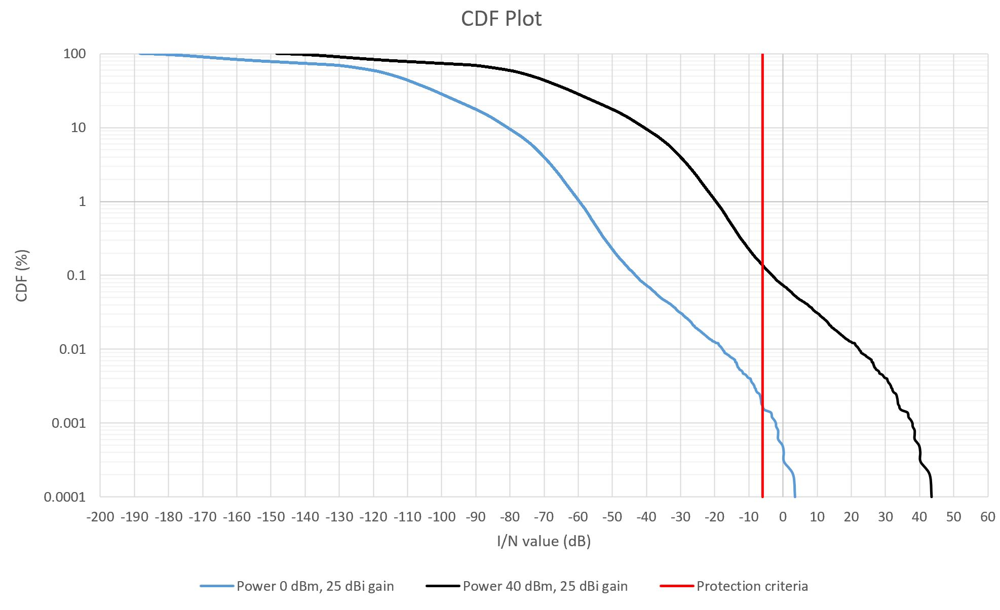 CDF Plot
100
10
1
0.1
0.01
0.001
0.0001
CDF (%)
-200 -190 -180 -170 -160 -150 -140 -130 -120 -110 -100 -90 -80 -70 -60 -50 -40 -30 -20 -10 0 10 20 30 40 50 60
I/N value (dB)
Power 0 dBm, 25 dBi gain Power 40 dBm, 25 dBi gain Protection criteria